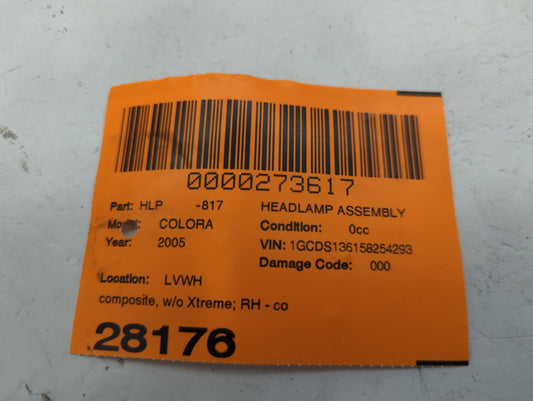 0000273617
Part: HLP -817 HEADLAMP ASSEMBLY
Model: COLORA Condition: 0cc
Year: 2005 VIN: 1GCDS136158254293
Damage Code: 000
Location: LVWH
composite, w/o Xtreme; RH - co
28176